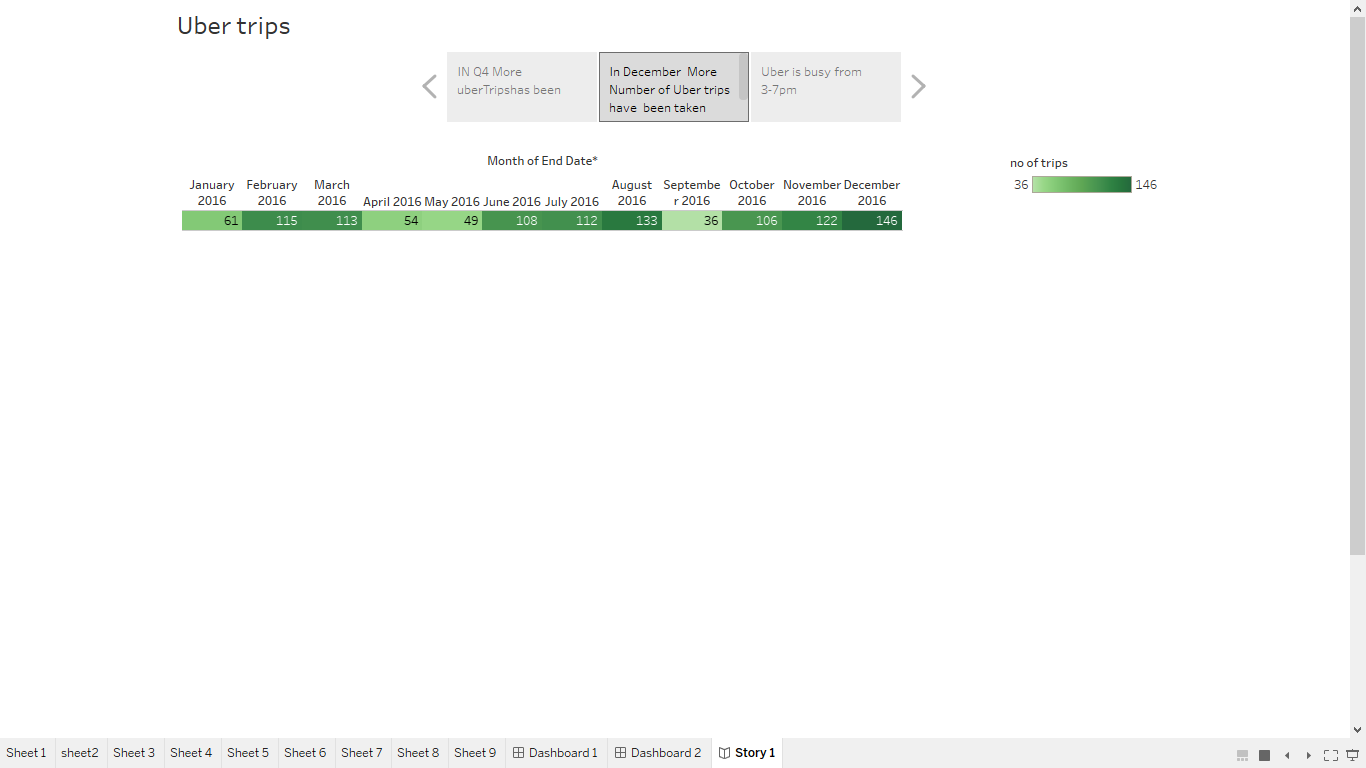 Uber trips
IN Q4 More
uberTripshas been
In December  More
Number of Uber trips
have  been taken
Uber is busy from
3-7pm
Month of End Date*
no of trips
36 146
January
2016
February
2016
March
2016
April 2016
May 2016
June 2016
July 2016
August
2016
Septembe
r 2016
October
2016
November
2016
December
2016
61 115 113 54 49 108 112 133 36 106 122 146
Sheet 1 sheet2 Sheet 3 Sheet 4 Sheet 5 Sheet 6 Sheet 7 Sheet 8 Sheet 9 Dashboard 1 Dashboard 2 Story 1